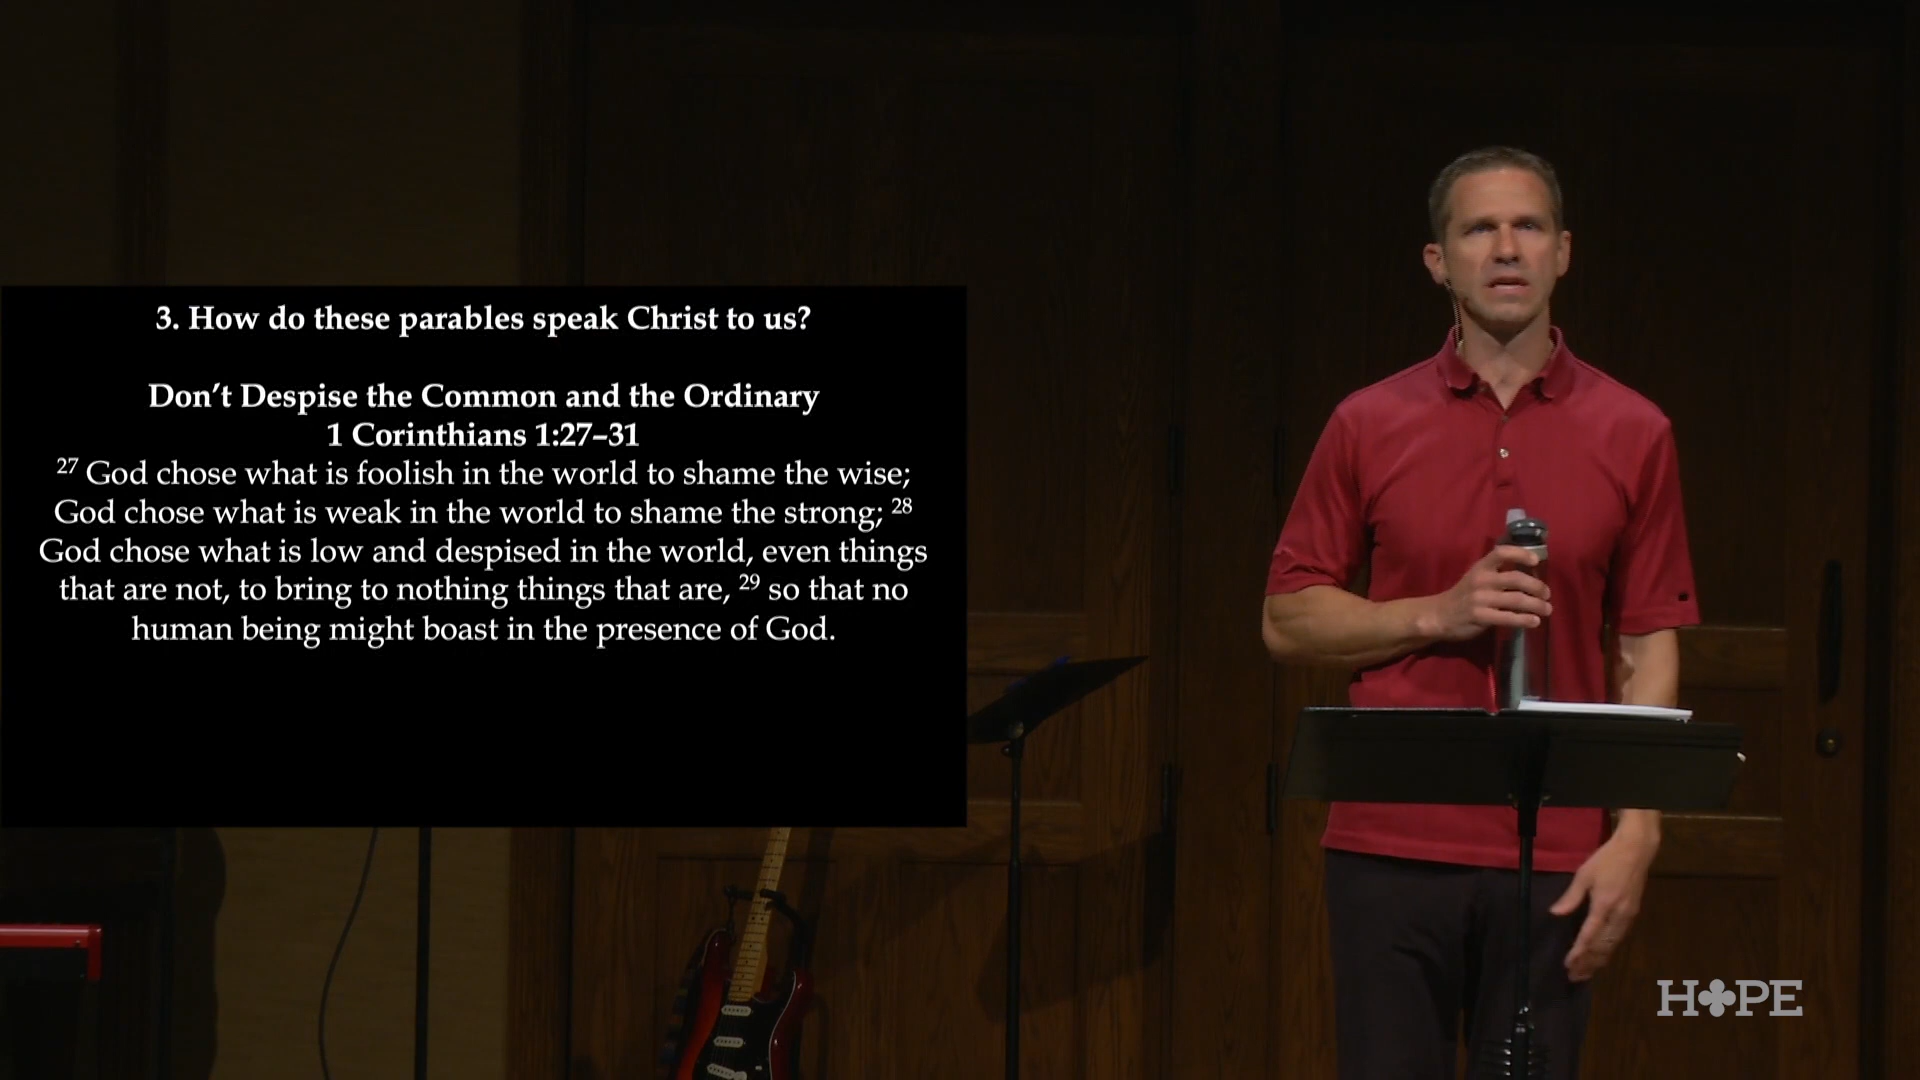 3. How do these parables speak Christ to us?
Don’t Despise the Common and the Ordinary
1 Corinthians 1:27–31
27 God chose what is foolish in the world to shame the wise;
God chose what is weak in the world to shame the strong; 28
God chose what is low and despised in the world, even things
that are not, to bring to nothing things that are, 29 so that no
human being might boast in the presence of God.
HOPE